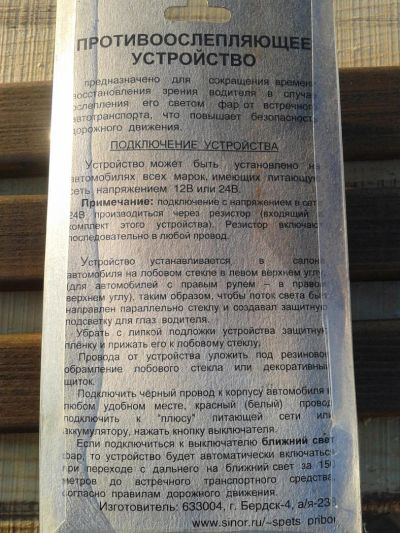 ПРОТИВООСЛЕПЛЯЮЩЕЕ
УСТРОЙСТВО
предназначено для сокращения времени
восстановления зрения водителя в случае
ослепления его светом фар от встречного
автотранспорта, что повышает безопасность
дорожного движения.
ПОДКЛЮЧЕНИЕ УСТРОЙСТВА
Устройство может быть установлено на
автомобилях всех марок, имеющих питающую
сеть напряжением 12В или 24В.
Примечание: подключение с напряжением в сети
24В производиться через резистор (входящий
комплект этого устройства). Резистор включают
последовательно в любой провод.
Устройство устанавливается в салоне
автомобиля на лобовом стекле в левом верхнем углу,
(для автомобилей с правым рулем – в правом
верхнем углу), таким образом, чтобы поток света был
направлен параллельно стеклу и создавал защитную
подсветку для глаз водителя.
Убрать с липкой подложки устройства защитную
плёнку и прижать его к лобовому стеклу.
Провода от устройства уложить под резиновое
обрамление лобового стекла или декоративный
щиток.
Подключить чёрный провод к корпусу автомобиля в
любом удобном месте, красный (белый) провод
подключить к "плюсу" питающей сети или
аккумулятору, нажать кнопку выключателя.
Если подключиться к выключателю ближний свет
фар, то устройство будет автоматически включаться
при переходе с дальнего на ближний свет за 150
метров до встречного транспортного средства
согласно правилам дорожного движения.
Изготовитель: 633004, г. Бердск-4, а/я-23
www.sinor.ru/~spets_pribor